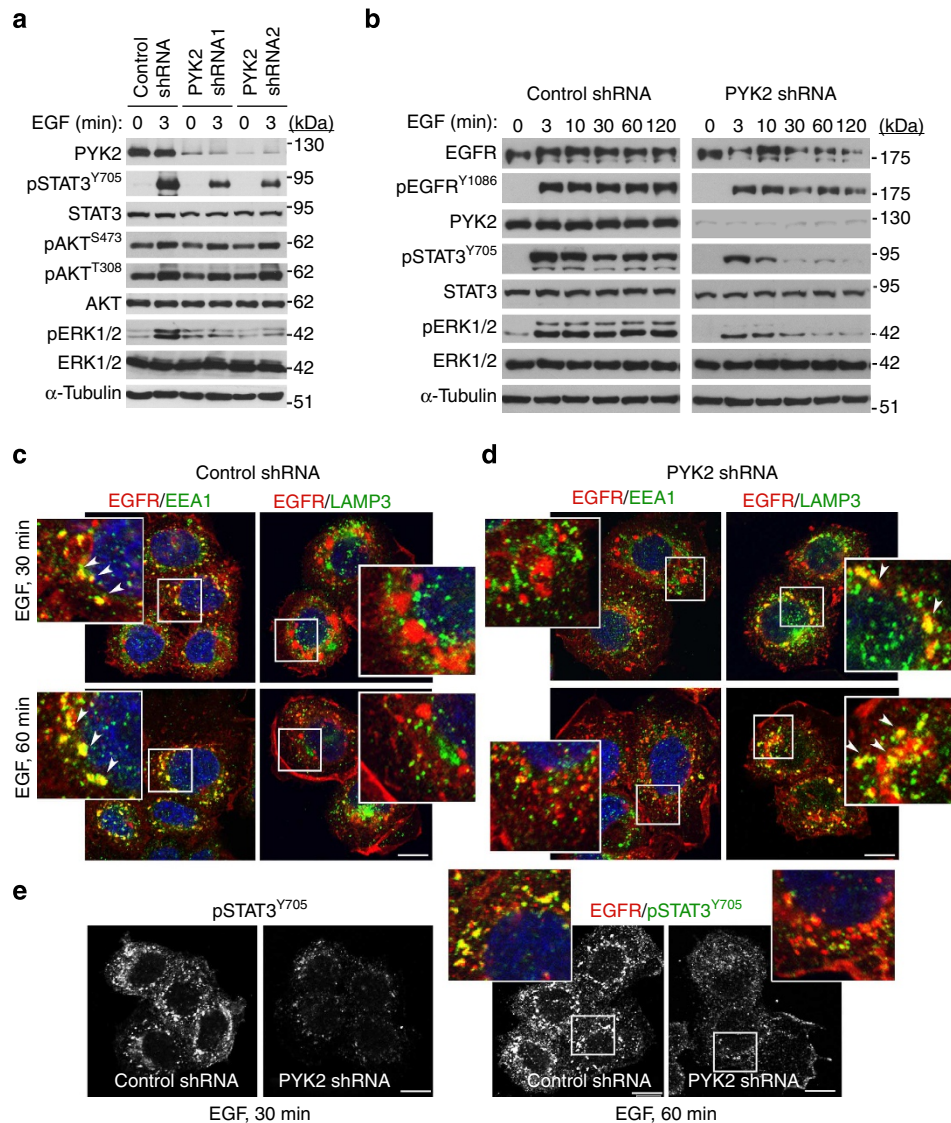 a
Control shRNA
PYK2 shRNA1
PYK2 shRNA2
EGF (min): 0 3 0 3 0 3 (kDa)
PYK2 -130
pSTAT3Y705 -95
STAT3 -95
pAKTS473 -62
pAKTT308 -62
AKT -62
pERK1/2 -42
ERK1/2 -42
α-Tubulin -51
b
Control shRNA PYK2 shRNA
EGF (min): 0 3 10 30 60 120 0 3 10 30 60 120 (kDa)
EGFR -175
pEGFRY1086 -175
PYK2 -130
pSTAT3Y705 -95
STAT3 -95
pERK1/2 -42
ERK1/2 -42
α-Tubulin -51
c
Control shRNA
EGFR/EEA1 EGFR/LAMP3
EGF, 30 min
EGF, 60 min
d
PYK2 shRNA
EGFR/EEA1 EGFR/LAMP3
e
pSTAT3Y705
Control shRNA PYK2 shRNA
EGF, 30 min
EGFR/pSTAT3Y705
Control shRNA PYK2 shRNA
EGF, 60 min